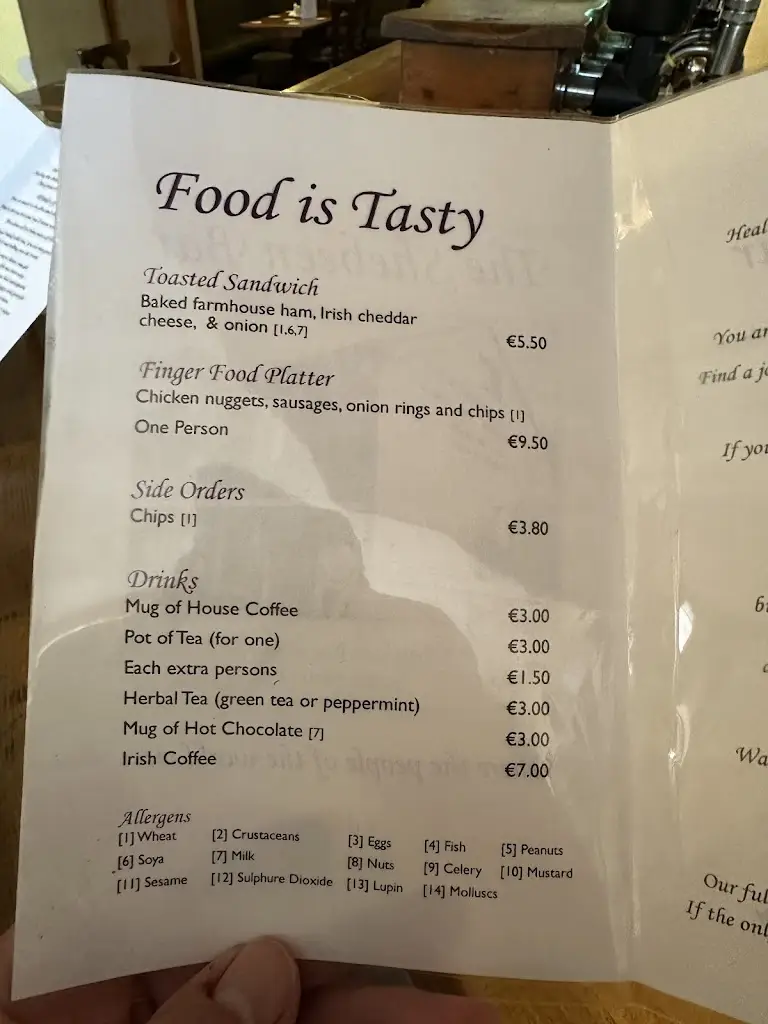 Food is Tasty
Toasted Sandwich
Baked farmhouse ham, Irish cheddar
cheese, & onion [1,6,7] €5.50
Finger Food Platter
Chicken nuggets, sausages, onion rings and chips [1]
One Person €9.50
Side Orders
Chips [1] €3.80
Drinks
Mug of House Coffee €3.00
Pot of Tea (for one) €3.00
Each extra persons €1.50
Herbal Tea (green tea or peppermint) €3.00
Mug of Hot Chocolate [7] €3.00
Irish Coffee €7.00
Allergens
[1] Wheat [2] Crustaceans [3] Eggs [4] Fish [5] Peanuts
[6] Soya [7] Milk [8] Nuts [9] Celery [10] Mustard
[11] Sesame [12] Sulphure Dioxide [13] Lupin [14] Molluscs
You
Find a
If
Our
If the